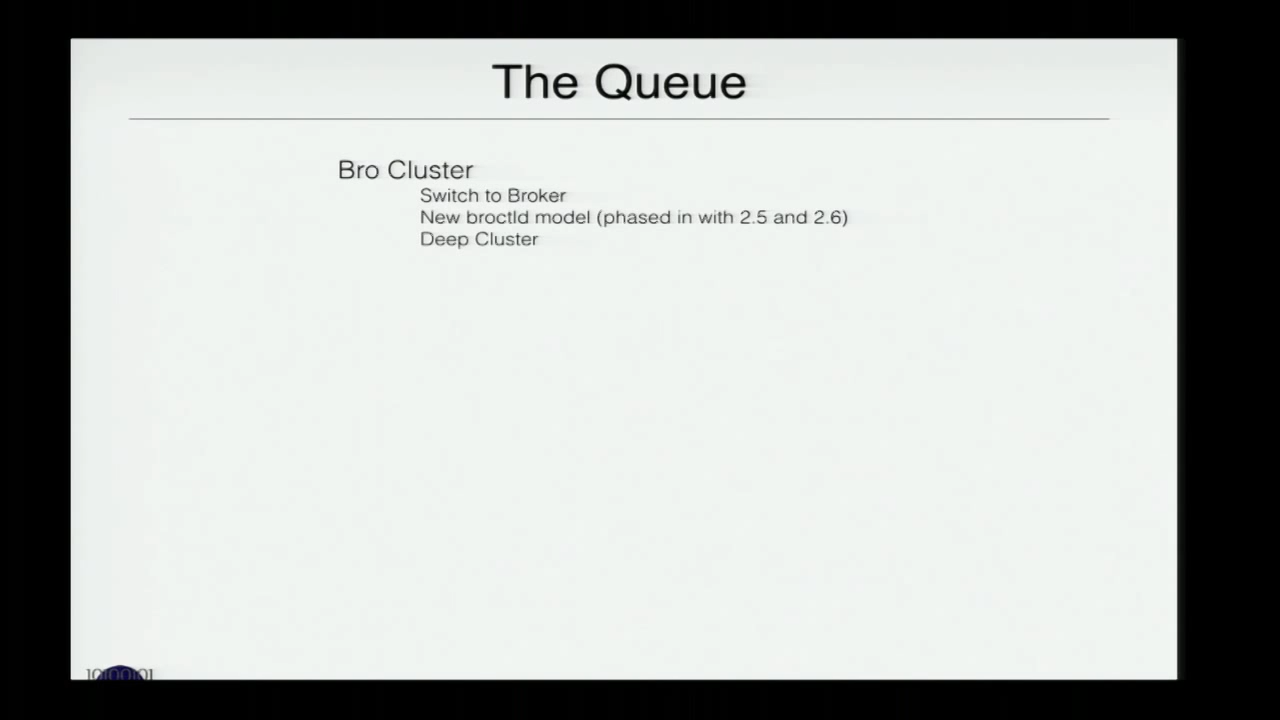 The Queue
Bro Cluster
Switch to Broker
New broctld model (phased in with 2.5 and 2.6)
Deep Cluster
10100101